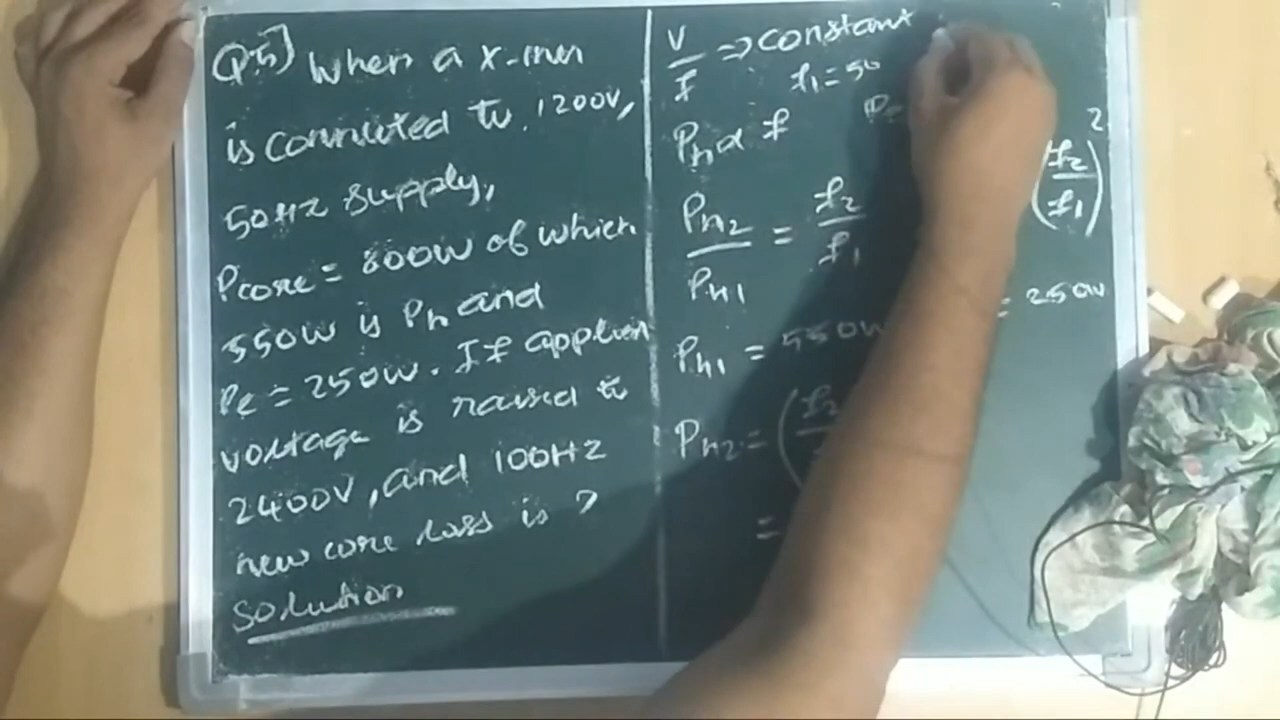 Q.5] When a x-mer
is connected to 1200V,
50Hz supply,
Pcore = 800W of which
550W is Ph and
Pe = 250W. If applied
voltage is raised to
2400V, and 100Hz
new core loss is ?
Solution
V/f => constant
f1 = 50
Ph α f
Ph2/Ph1 = f2/f1
(f2/f1)2
Ph1 = 550W
= 250W
Ph2 = (f2
=